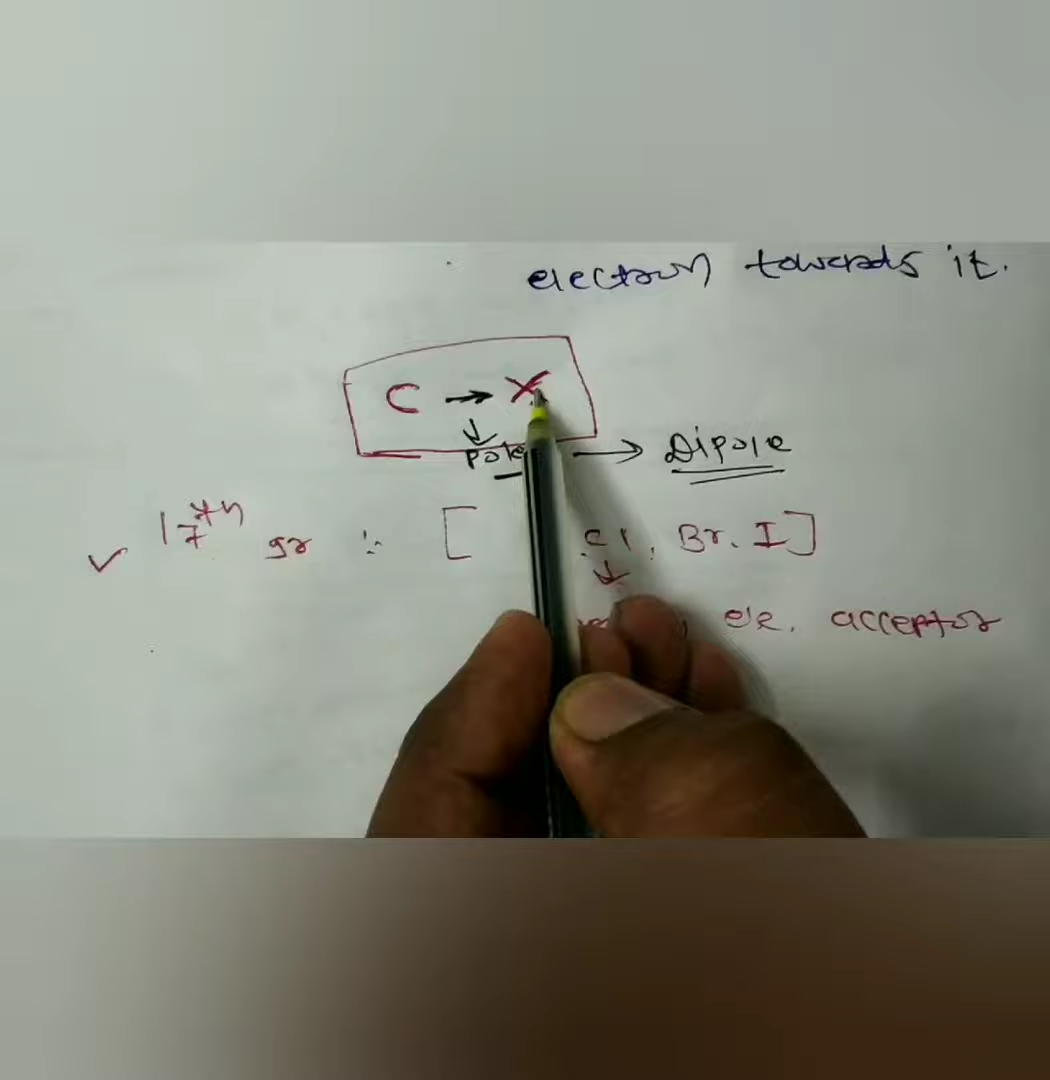 electron towards it.
C → X
↓
pole → Dipole
✓ 17th gr :- [ Cl, Br, I]
↓
ele. acceptor